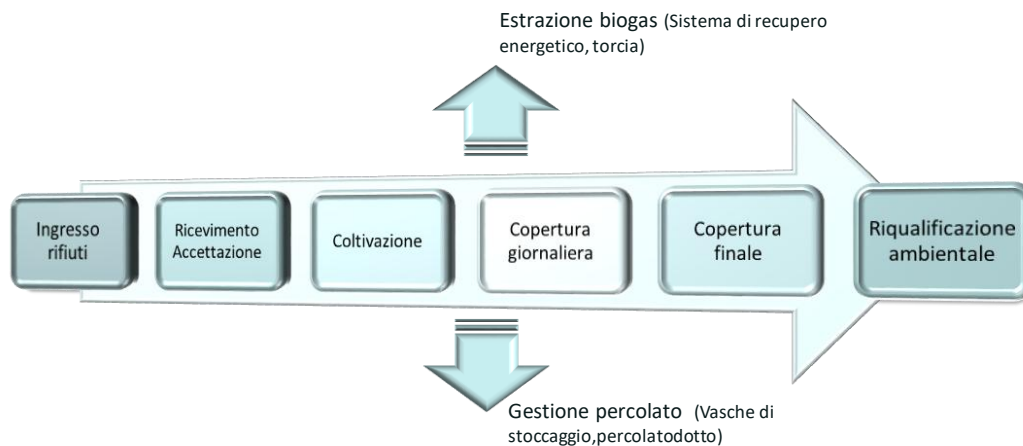 Estrazione biogas (Sistema di recupero
energetico, torcia)
Ingresso
rifiuti
Ricevimento
Accettazione
Coltivazione
Copertura
giornaliera
Copertura
finale
Riqualificazione
ambientale
Gestione percolato (Vasche di
stoccaggio,percolatodotto)